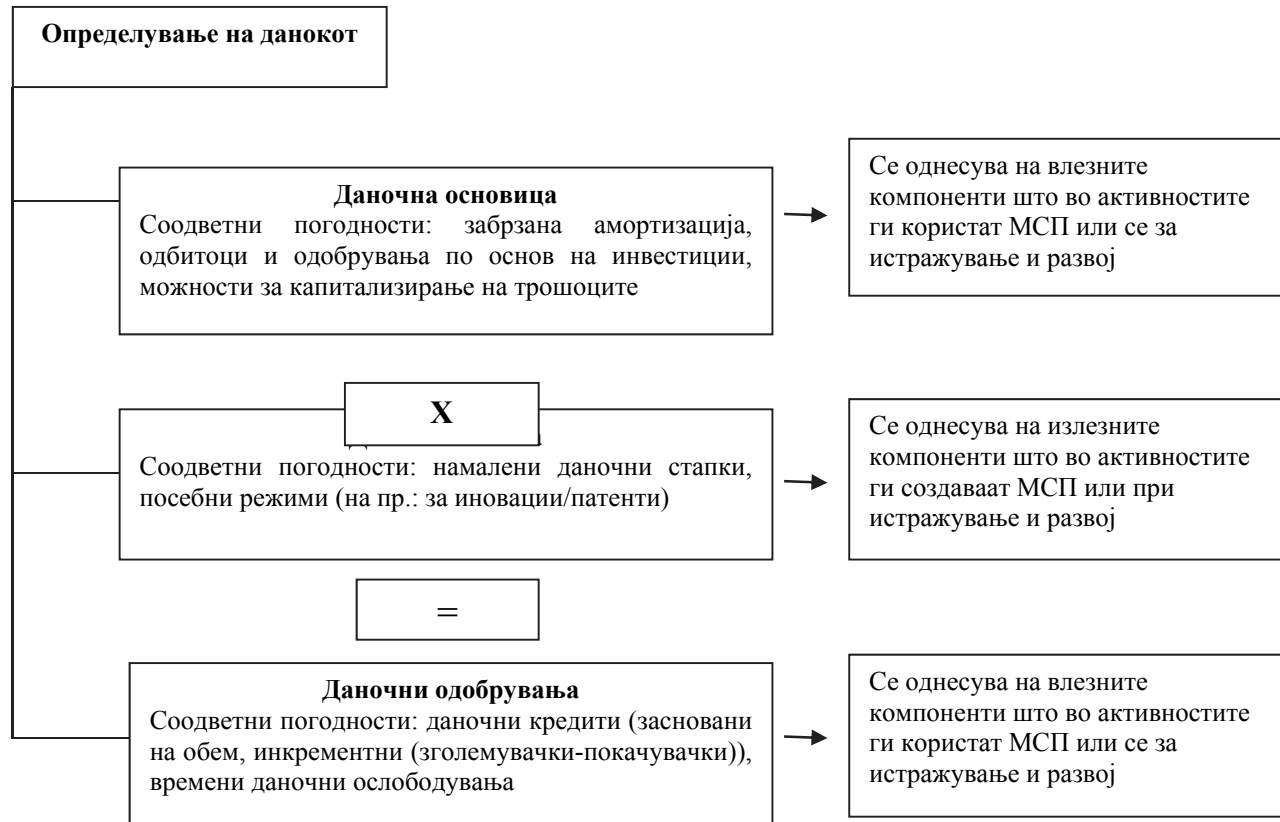 Определување на данокот
Даночна основица
Соодветни погодности: забрзана амортизација,
одбитоци и одобрувања по основ на инвестиции,
можности за капитализирање на трошоците
Се однесува на влезните
компоненти што во активностите
ги користат МСП или се за
истражување и развој
X
Соодветни погодности: намалени даночни стапки,
посебни режими (на пр.: за иновации/патенти)
Се однесува на излезните
компоненти што во активностите
ги создаваат МСП или при
истражување и развој
=
Даночни одобрувања
Соодветни погодности: даночни кредити (засновани
на обем, инкрементни (зголемувачки-покачувачки)),
времени даночни ослободувања
Се однесува на влезните
компоненти што во активностите
ги користат МСП или се за
истражување и развој